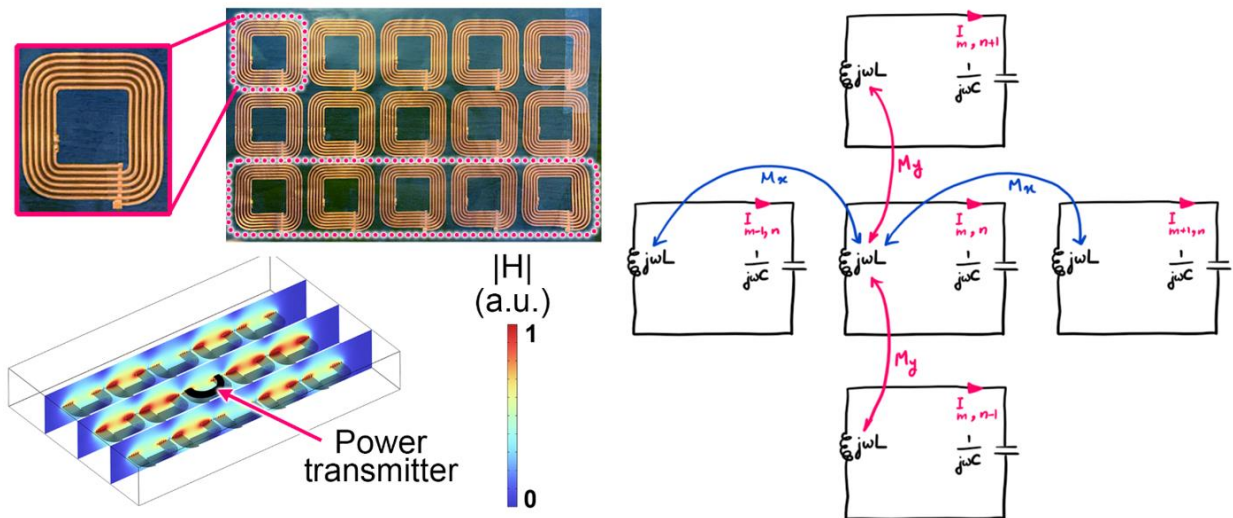 |H|
(a.u.)
1
0
Power
transmitter
I
m, n+1
jωL
1
jωC
My
Mx
Mx
I
m-1, n
jωL
1
jωC
I
m, n
jωL
1
jωC
I
m+1, n
jωL
1
jωC
My
I
m, n-1
jωL
1
jωC